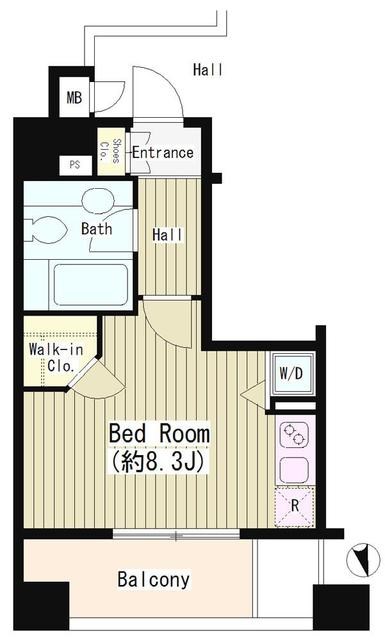 Hall
MB
Shoes
Clo.
Entrance
PS
Bath
Hall
Walk-in
Clo.
W/D
Bed Room
(約8.3J)
R
Balcony